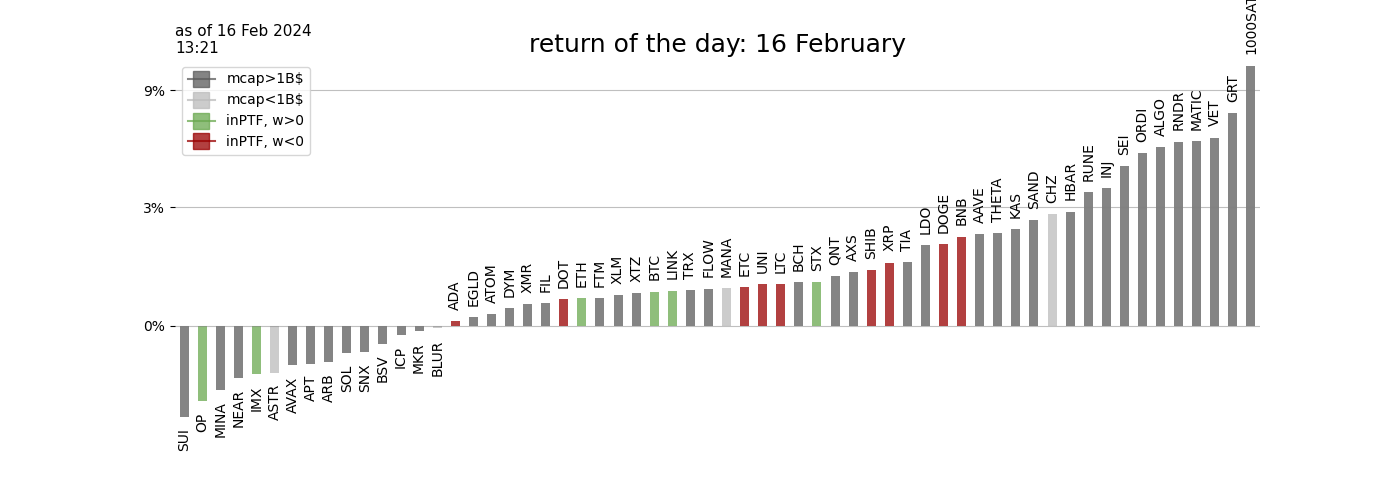 as of 16 Feb 2024
13:21
return of the day: 16 February
mcap>1B$
mcap<1B$
inPTF, w>0
inPTF, w<0
9%
3%
0%
SUI
OP
MINA
NEAR
IMX
ASTR
AVAX
APT
ARB
SOL
SNX
BSV
ICP
MKR
BLUR
ADA
EGLD
ATOM
DYM
XMR
FIL
DOT
ETH
FTM
XLM
XTZ
BTC
LINK
TRX
FLOW
MANA
ETC
UNI
LTC
BCH
STX
QNT
AXS
SHIB
XRP
TIA
LDO
DOGE
BNB
AAVE
THETA
KAS
SAND
CHZ
HBAR
RUNE
INJ
SEI
ORDI
ALGO
RNDR
MATIC
VET
GRT
1000SAT